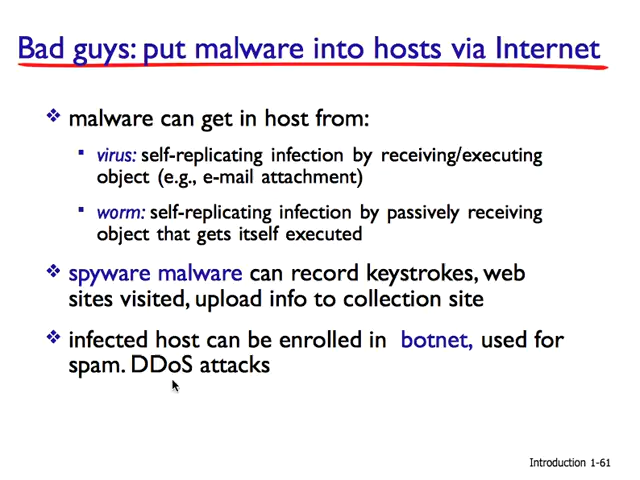 Bad guys: put malware into hosts via Internet
❖ malware can get in host from:
▪ virus: self-replicating infection by receiving/executing
object (e.g., e-mail attachment)
▪ worm: self-replicating infection by passively receiving
object that gets itself executed
❖ spyware malware can record keystrokes, web
sites visited, upload info to collection site
❖ infected host can be enrolled in botnet, used for
spam. DDoS attacks
Introduction 1-61